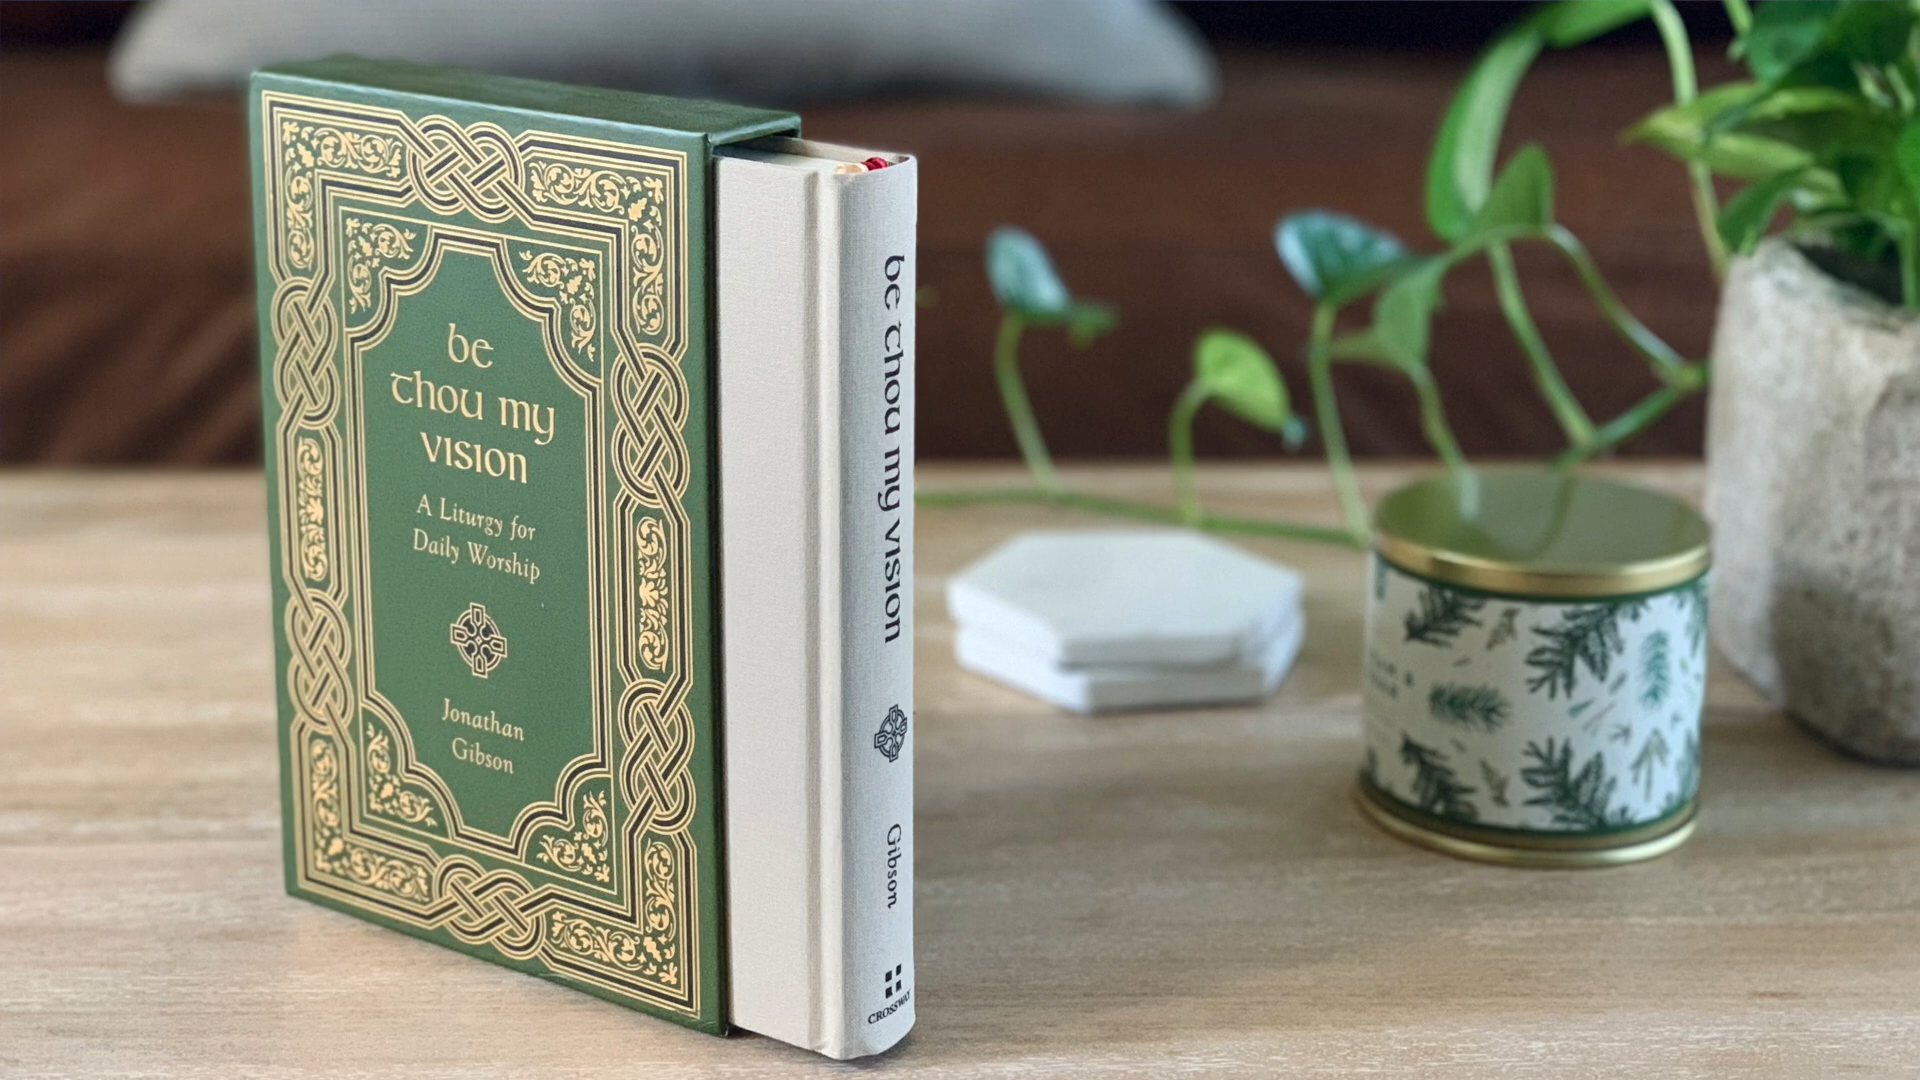 be
thou my
vision
A Liturgy for
Daily Worship
Jonathan
Gibson
be thou my vision
Gibson
CROSSWAY